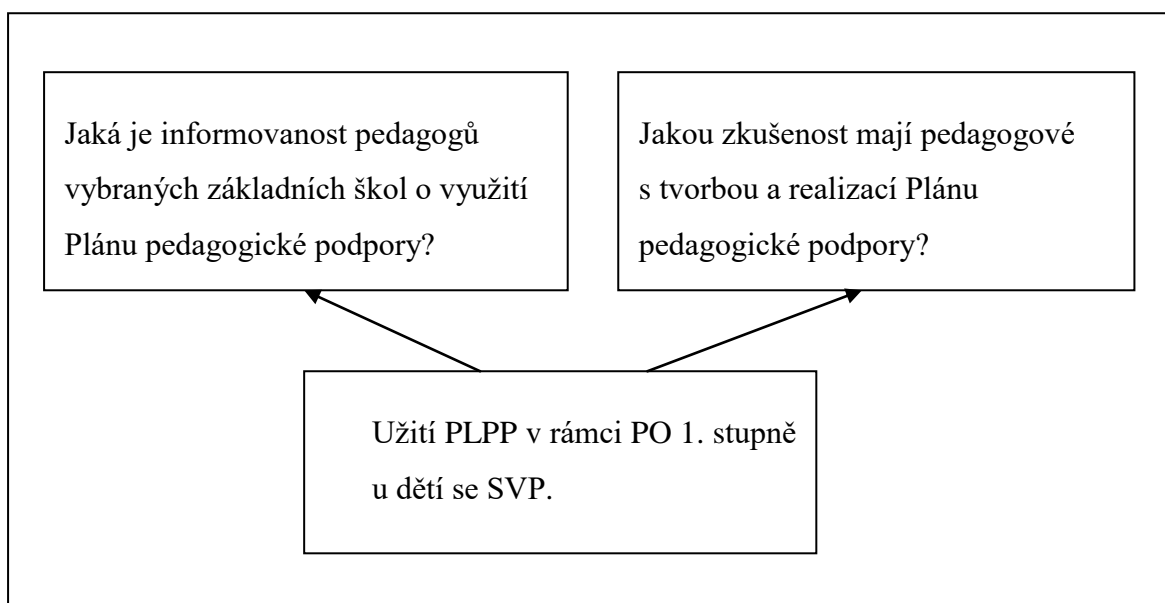 Jaká je informovanost pedagogů
vybraných základních škol o využití
Plánu pedagogické podpory?
Jakou zkušenost mají pedagogové
s tvorbou a realizací Plánu
pedagogické podpory?
Užití PLPP v rámci PO 1. stupně
u dětí se SVP.